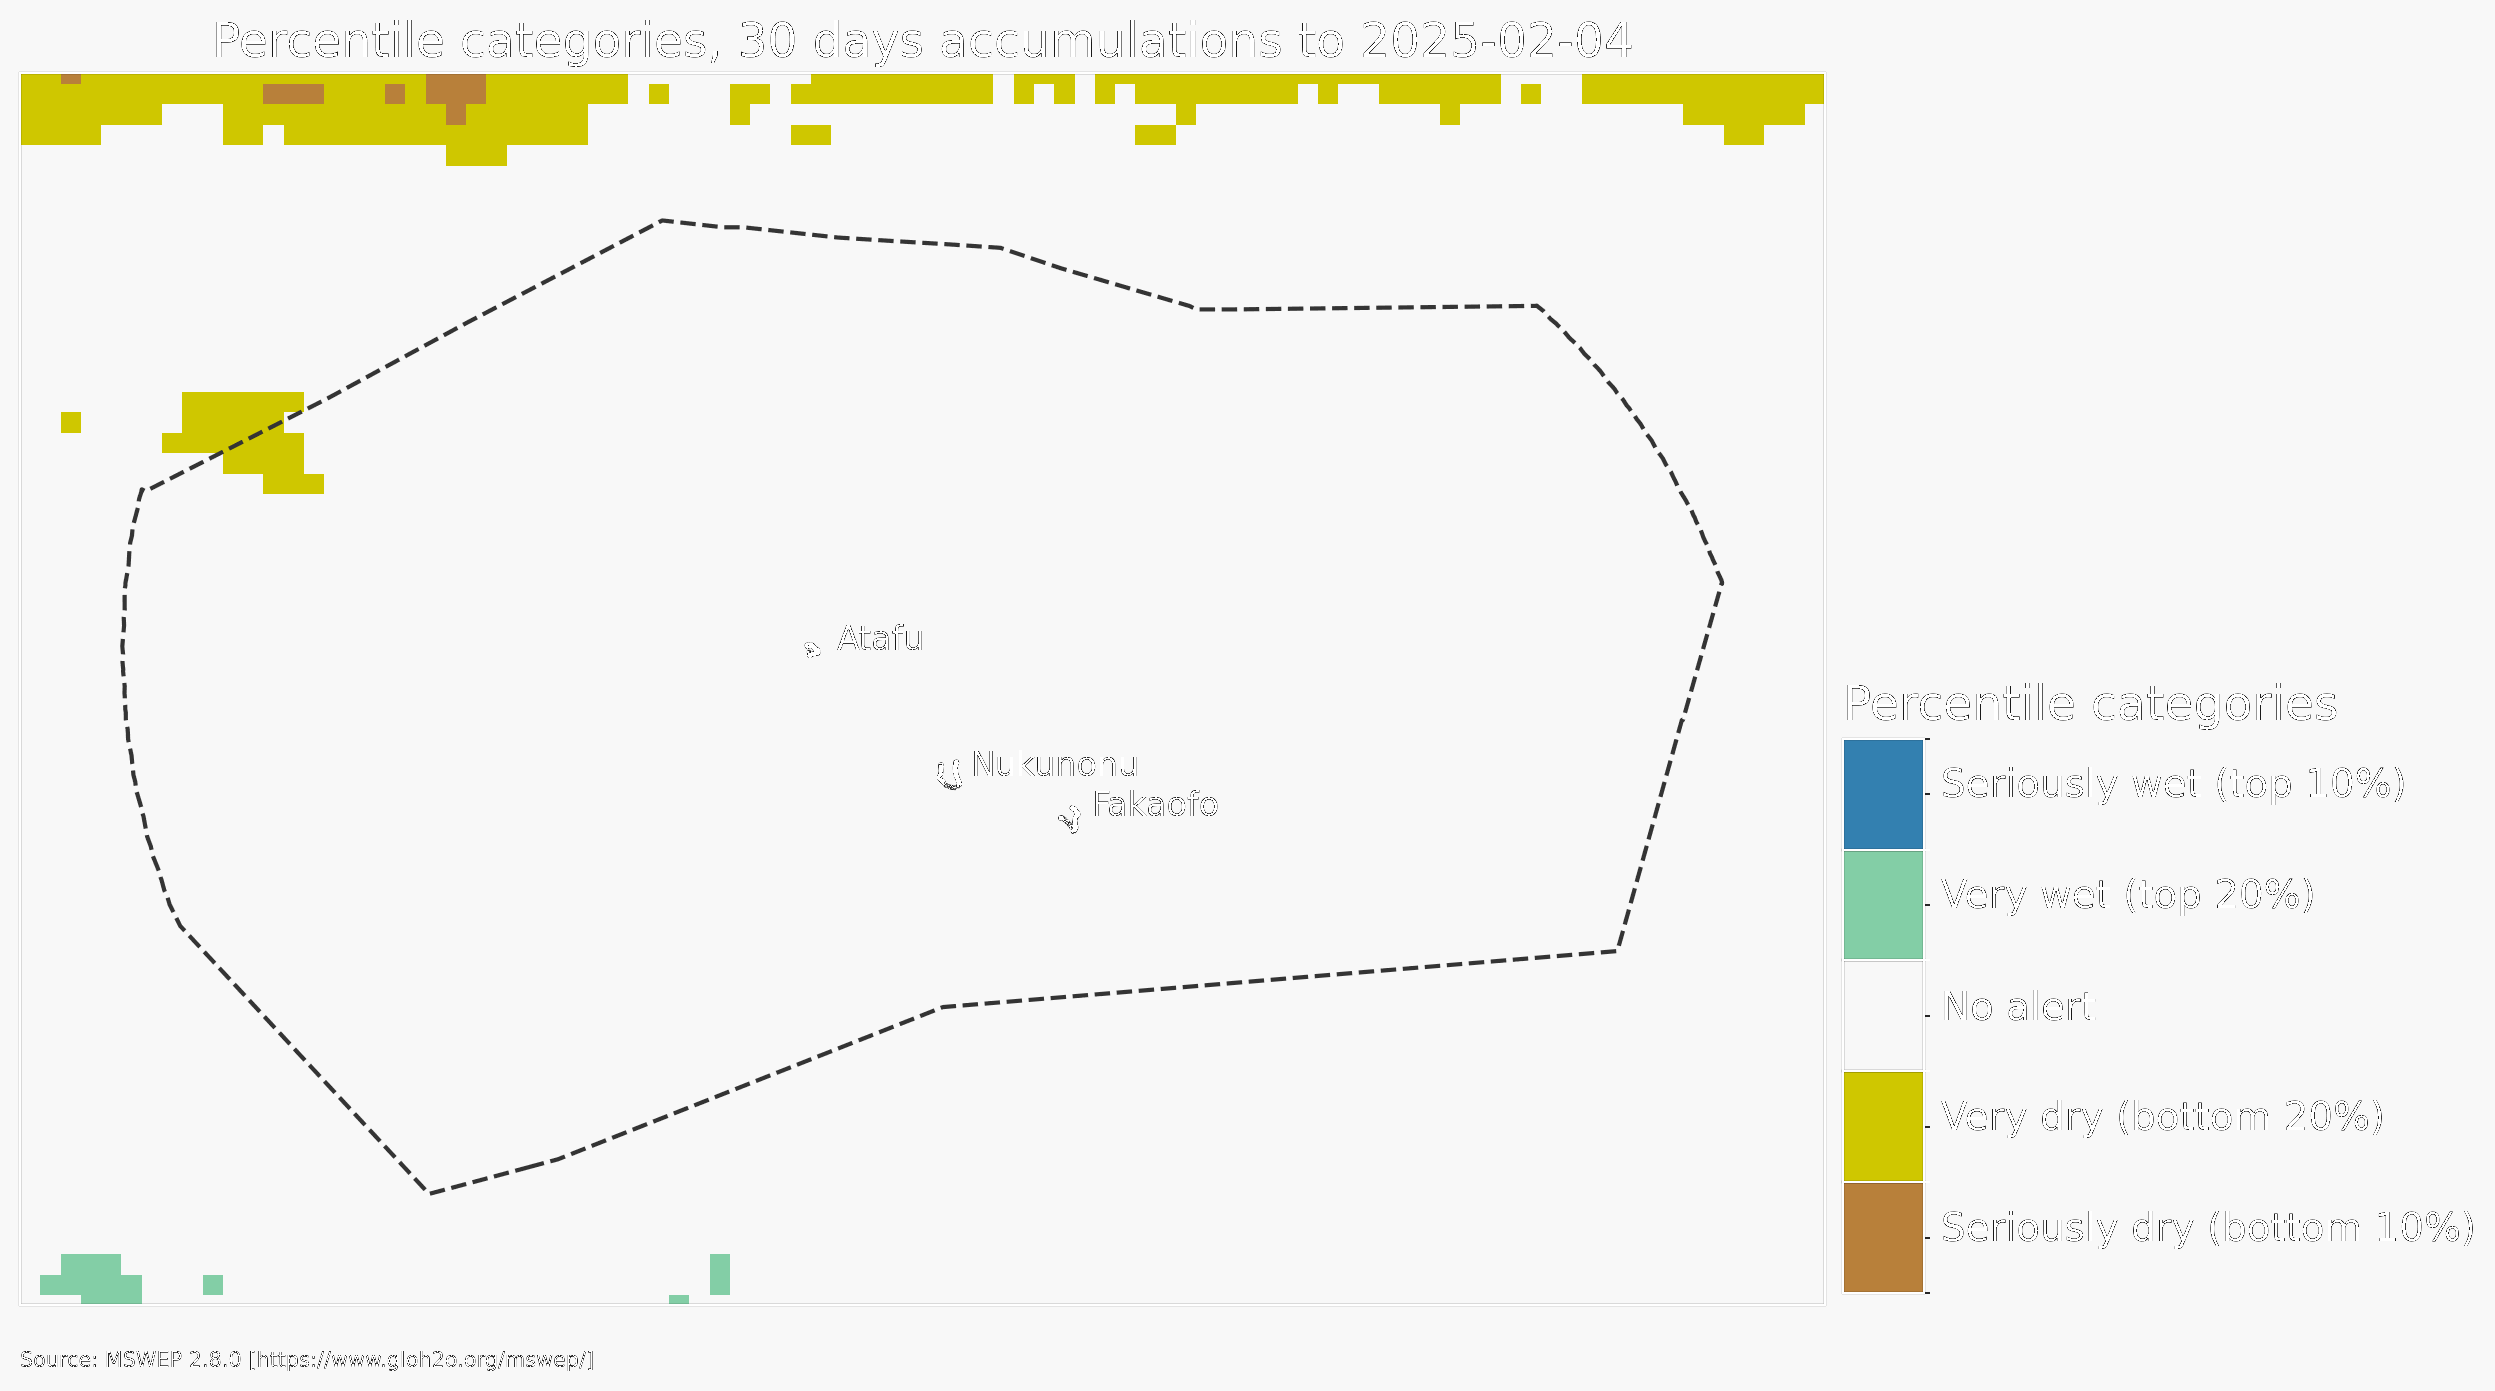 Percentile categories, 30 days accumulations to 2025-02-04
Atafu
Nukunonu
Fakaofo
Percentile categories
Seriously wet (top 10%)
Very wet (top 20%)
No alert
Very dry (bottom 20%)
Seriously dry (bottom 10%)
Source: MSWEP 2.8.0 [https://www.gloh2o.org/mswep/]